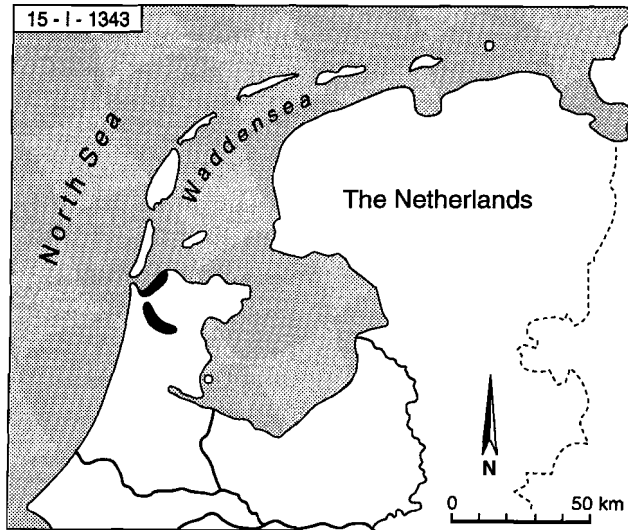 15 - I - 1343
North Sea
Waddensea
The Netherlands
N
0 50 km